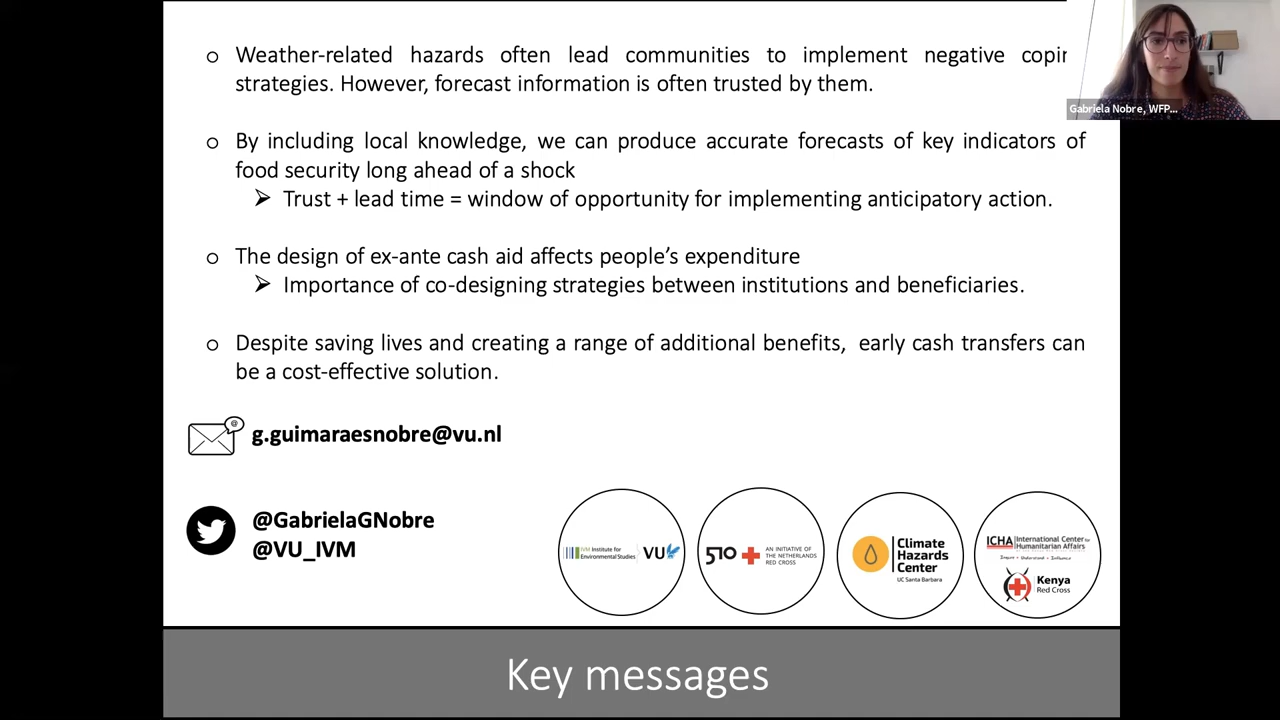 Weather-related hazards often lead communities to implement negative copin
strategies. However, forecast information is often trusted by them.
By including local knowledge, we can produce accurate forecasts of key indicators of
food security long ahead of a shock
Trust + lead time = window of opportunity for implementing anticipatory action.
The design of ex-ante cash aid affects people's expenditure
Importance of co-designing strategies between institutions and beneficiaries.
Despite saving lives and creating a range of additional benefits, early cash transfers can
be a cost-effective solution.
Gabriela Nobre, WFP...
g.guimaraesnobre@vu.nl
@GabrielaGNobre
@VU_IVM
IVM Institute for
Environmental Studies
VU
510
AN INITIATIVE OF
THE NETHERLANDS
RED CROSS
Climate
Hazards
Center
UC Santa Barbara
ICHA International Center for
Humanitarian Affairs
Kenya
Red Cross
Key messages